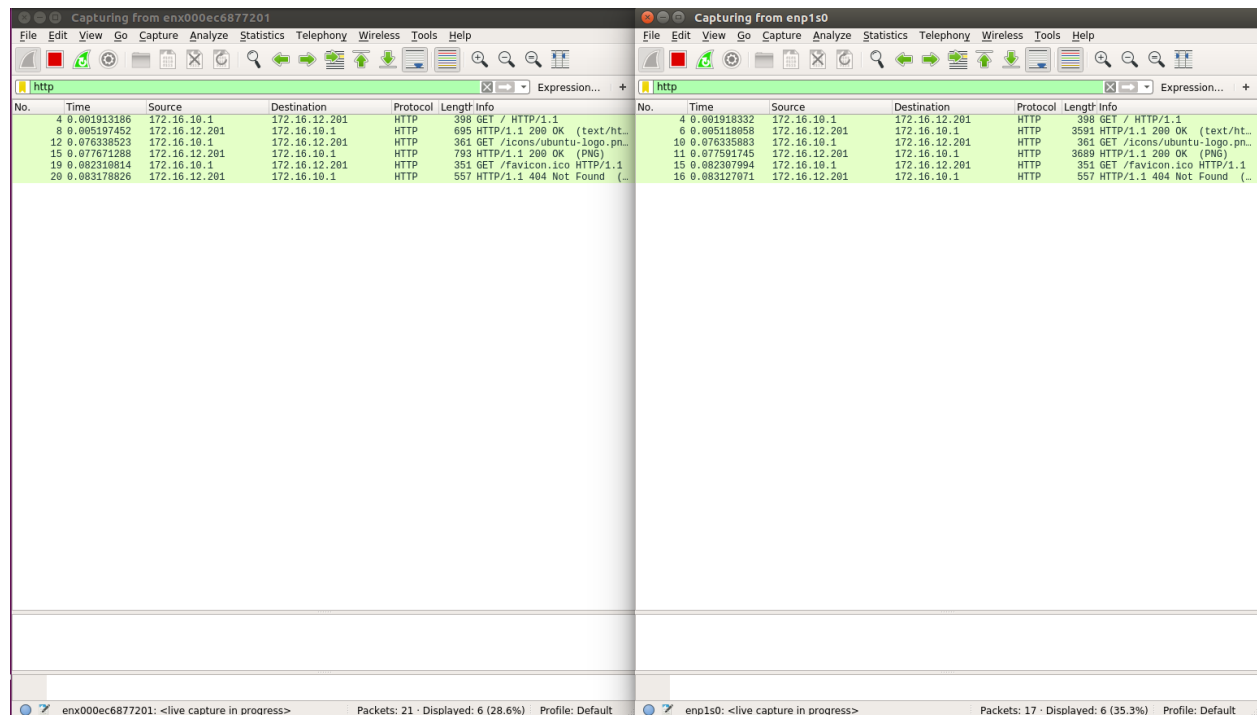 Capturing from enx000ec6877201
File Edit View Go Capture Analyze Statistics Telephony Wireless Tools Help
http
Expression... +
No. Time Source Destination Protocol Length Info
4 0.001913186 172.16.10.1 172.16.12.201 HTTP 398 GET / HTTP/1.1
8 0.005197452 172.16.12.201 172.16.10.1 HTTP 695 HTTP/1.1 200 OK (text/ht…
12 0.076338523 172.16.10.1 172.16.12.201 HTTP 361 GET /icons/ubuntu-logo.pn…
15 0.077671288 172.16.12.201 172.16.10.1 HTTP 793 HTTP/1.1 200 OK (PNG)
19 0.082310814 172.16.10.1 172.16.12.201 HTTP 351 GET /favicon.ico HTTP/1.1
20 0.083178826 172.16.12.201 172.16.10.1 HTTP 557 HTTP/1.1 404 Not Found (…
enx000ec6877201: <live capture in progress> Packets: 21 · Displayed: 6 (28.6%) Profile: Default
Capturing from enp1s0
File Edit View Go Capture Analyze Statistics Telephony Wireless Tools Help
http
Expression... +
No. Time Source Destination Protocol Length Info
4 0.001918332 172.16.10.1 172.16.12.201 HTTP 398 GET / HTTP/1.1
6 0.005118058 172.16.12.201 172.16.10.1 HTTP 3591 HTTP/1.1 200 OK (text/ht…
10 0.076335883 172.16.10.1 172.16.12.201 HTTP 361 GET /icons/ubuntu-logo.pn…
11 0.077591745 172.16.12.201 172.16.10.1 HTTP 3689 HTTP/1.1 200 OK (PNG)
15 0.082307994 172.16.10.1 172.16.12.201 HTTP 351 GET /favicon.ico HTTP/1.1
16 0.083127071 172.16.12.201 172.16.10.1 HTTP 557 HTTP/1.1 404 Not Found (…
enp1s0: <live capture in progress> Packets: 17 · Displayed: 6 (35.3%) Profile: Default